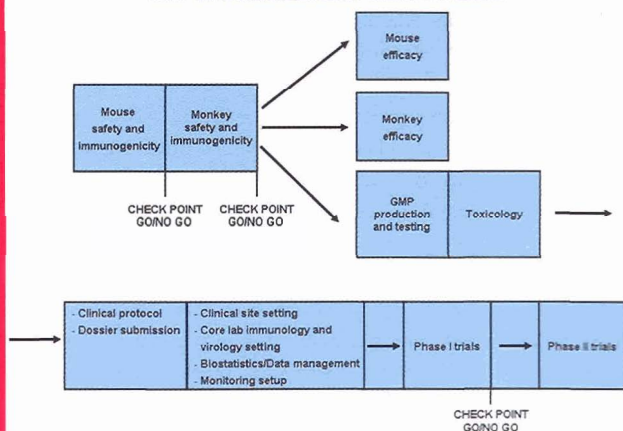 Mouse
efficacy
Mouse
safety and
immunogenicity
Monkey
safety and
immunogenicity
Monkey
efficacy
CHECK POINT
GO/NO GO
CHECK POINT
GO/NO GO
GMP
production
and testing
Toxicology
- Clinical protocol
- Dossier submission
- Clinical site setting
- Core lab immunology and
virology setting
- Biostatistics/Data management
- Monitoring setup
Phase I trials
Phase II trials
CHECK POINT
GO/NO GO